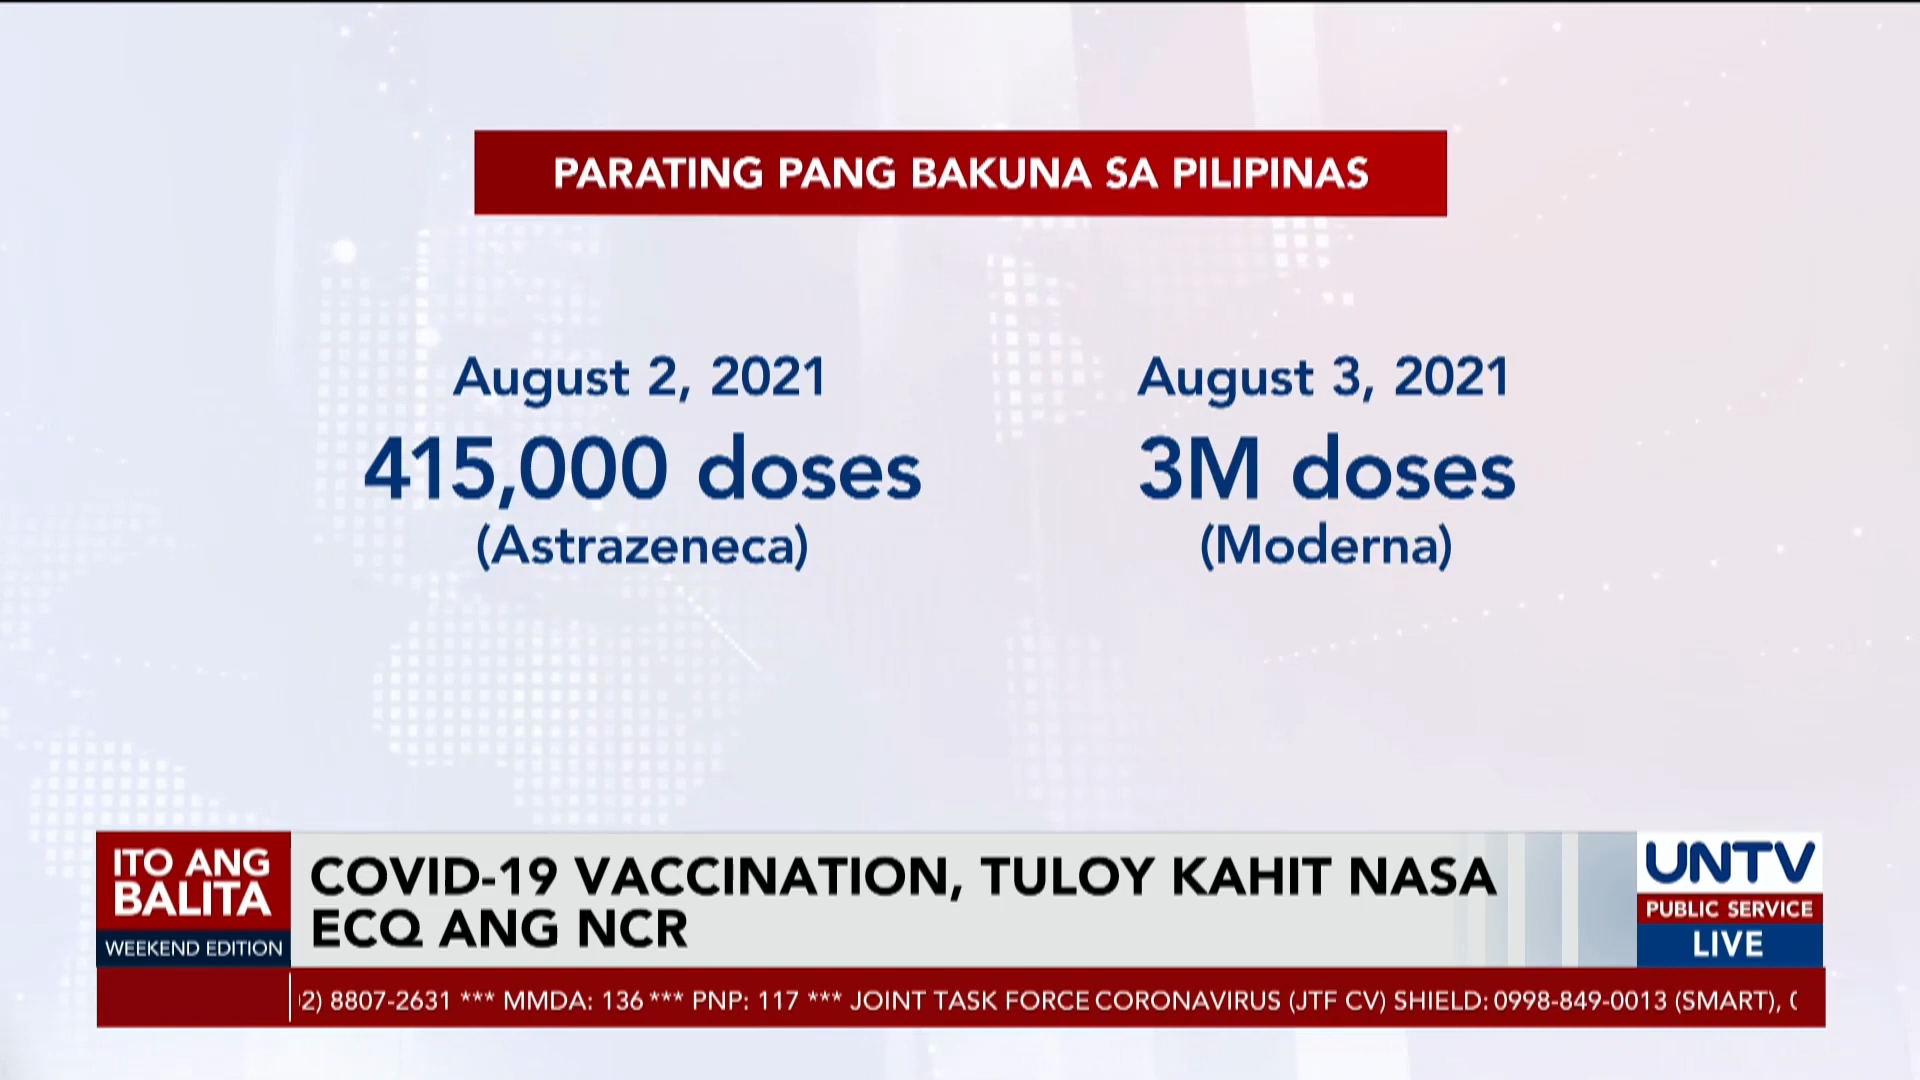 PARATING PANG BAKUNA SA PILIPINAS
August 2, 2021
415,000 doses
(Astrazeneca)
August 3, 2021
3M doses
(Moderna)
ITO ANG
BALITA
WEEKEND EDITION
COVID-19 VACCINATION, TULOY KAHIT NASA
ECQ ANG NCR
UNTV
PUBLIC SERVICE
LIVE
2) 8807-2631 *** MMDA: 136 *** PNP: 117 *** JOINT TASK FORCE CORONAVIRUS (JTF CV) SHIELD: 0998-849-0013 (SMART),